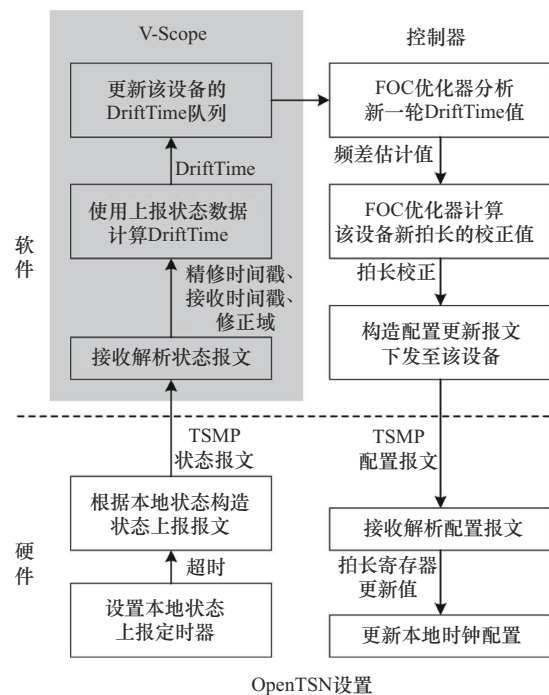 V-Scope
控制器
更新该设备的
DriftTime队列
FOC优化器分析
新一轮DriftTime值
DriftTime
频差估计值
使用上报状态数据
计算DriftTime
FOC优化器计算
该设备新拍长的校正值
软
件
精修时间戳、
接收时间戳、
修正域
拍长校正
接收解析状态报文
构造配置更新报文
下发至该设备
TSMP
状态报文
TSMP
配置报文
根据本地状态构造
状态上报报文
接收解析配置报文
硬
件
超时
拍长寄存器
更新值
设置本地状态
上报定时器
更新本地时钟配置
OpenTSN设置